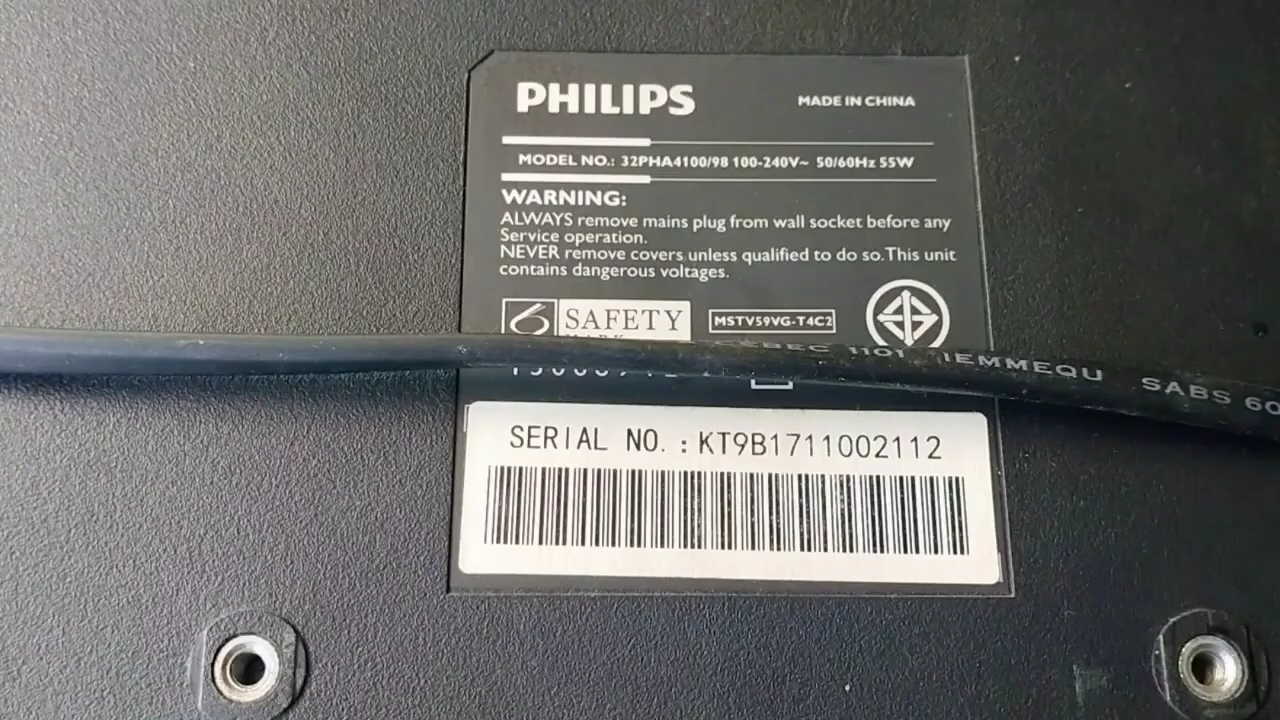 PHILIPS
MADE IN CHINA
MODEL NO.: 32PHA4100/98 100-240V~ 50/60Hz 55W
WARNING:
ALWAYS remove mains plug from wall socket before any
Service operation.
NEVER remove covers unless qualified to do so.This unit
contains dangerous voltages.
SAFETY
MSTV59VG-T4C2
1101 IEMMEQU SABS 60
SERIAL NO.: KT9B1711002112